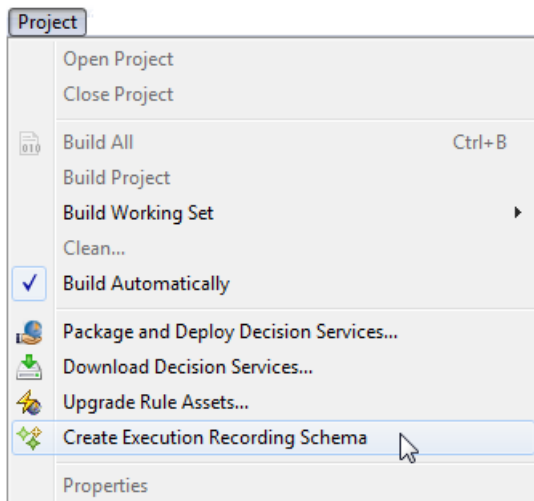 Project
Open Project
Close Project
010
Build All Ctrl+B
Build Project
Build Working Set
Clean...
Build Automatically
Package and Deploy Decision Services...
Download Decision Services...
Upgrade Rule Assets...
Create Execution Recording Schema
Properties